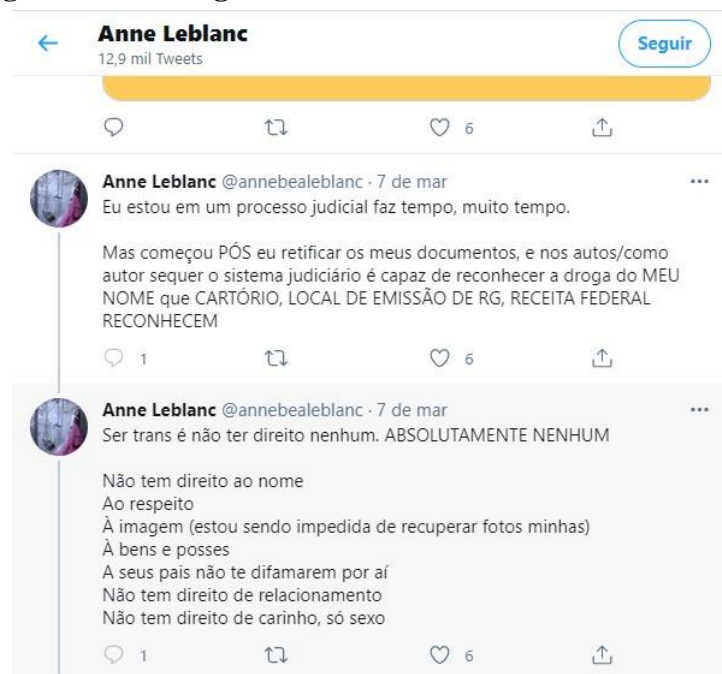 Anne Leblanc
12,9 mil Tweets
Seguir
6
Anne Leblanc @annebealeblanc · 7 de mar
Eu estou em um processo judicial faz tempo, muito tempo.
Mas começou PÓS eu retificar os meus documentos, e nos autos/como
autor sequer o sistema judiciário é capaz de reconhecer a droga do MEU
NOME que CARTÓRIO, LOCAL DE EMISSÃO DE RG, RECEITA FEDERAL
RECONHECEM
1 6
Anne Leblanc @annebealeblanc · 7 de mar
Ser trans é não ter direito nenhum. ABSOLUTAMENTE NENHUM
Não tem direito ao nome
Ao respeito
À imagem (estou sendo impedida de recuperar fotos minhas)
À bens e posses
A seus pais não te difamarem por aí
Não tem direito de relacionamento
Não tem direito de carinho, só sexo
1 6